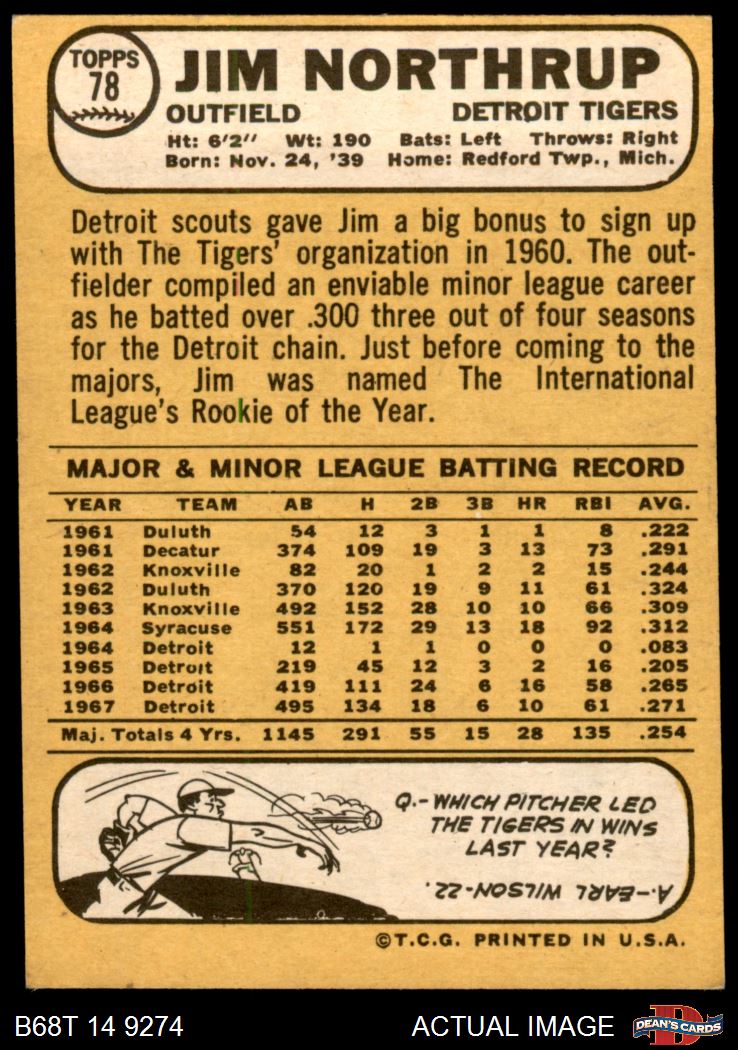 TOPPS
78
JIM NORTHRUP
OUTFIELD DETROIT TIGERS
Ht: 6'2" Wt: 190 Bats: Left Throws: Right
Born: Nov. 24, '39 Home: Redford Twp., Mich.
Detroit scouts gave Jim a big bonus to sign up
with The Tigers' organization in 1960. The out-
fielder compiled an enviable minor league career
as he batted over .300 three out of four seasons
for the Detroit chain. Just before coming to the
majors, Jim was named The International
League's Rookie of the Year.
MAJOR & MINOR LEAGUE BATTING RECORD
YEAR TEAM AB H 2B 3B HR RBI AVG.
1961 Duluth 54 12 3 1 1 8 .222
1961 Decatur 374 109 19 3 13 73 .291
1962 Knoxville 82 20 1 2 2 15 .244
1962 Duluth 370 120 19 9 11 61 .324
1963 Knoxville 492 152 28 10 10 66 .309
1964 Syracuse 551 172 29 13 18 92 .312
1964 Detroit 12 1 1 0 0 0 .083
1965 Detroit 219 45 12 3 2 16 .205
1966 Detroit 419 111 24 6 16 58 .265
1967 Detroit 495 134 18 6 10 61 .271
Maj. Totals 4 Yrs. 1145 291 55 15 28 135 .254
Q.-WHICH PITCHER LED
THE TIGERS IN WINS
LAST YEAR?
A.-EARL WILSON-22.
©T.C.G. PRINTED IN U.S.A.
B68T 14 9274 ACTUAL IMAGE DEAN'S CARDS